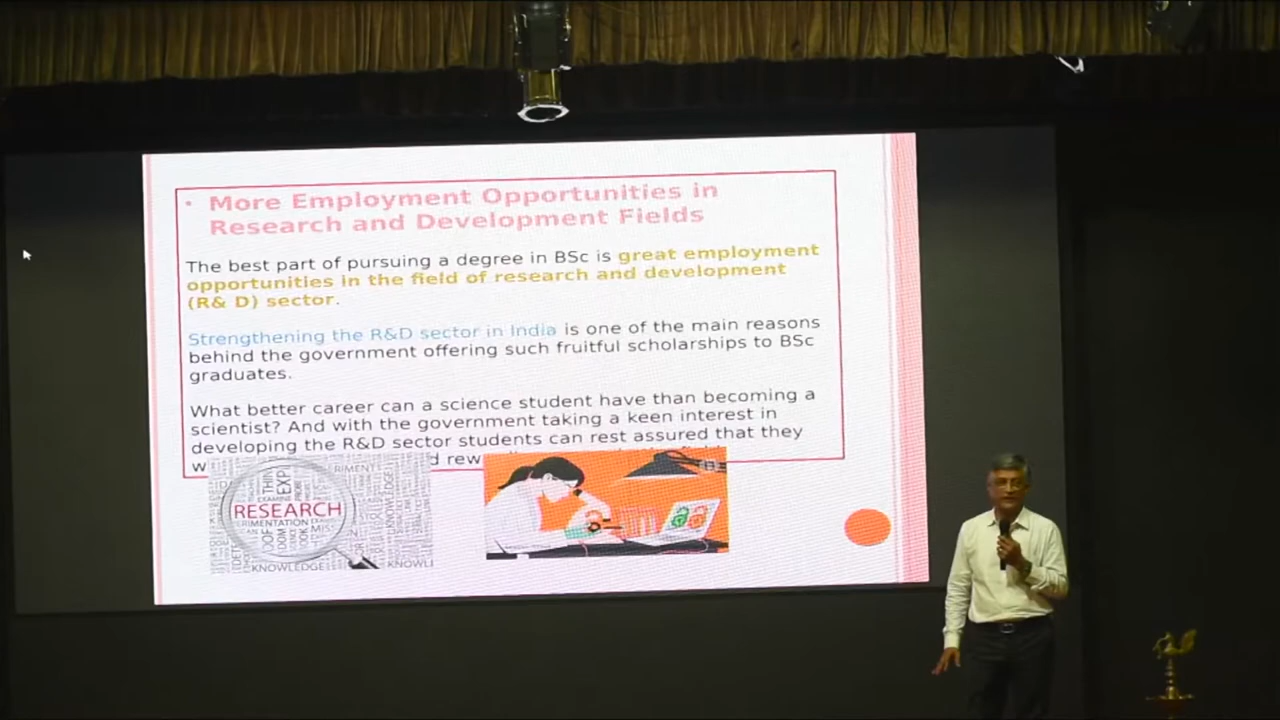 • More Employment Opportunities in
Research and Development Fields
The best part of pursuing a degree in BSc is great employment
opportunities in the field of research and development
(R& D) sector.
Strengthening the R&D sector in India is one of the main reasons
behind the government offering such fruitful scholarships to BSc
graduates.
What better career can a science student have than becoming a
scientist? And with the government taking a keen interest in
developing the R&D sector students can rest assured that they
RESEARCH
KNOWLEDGE